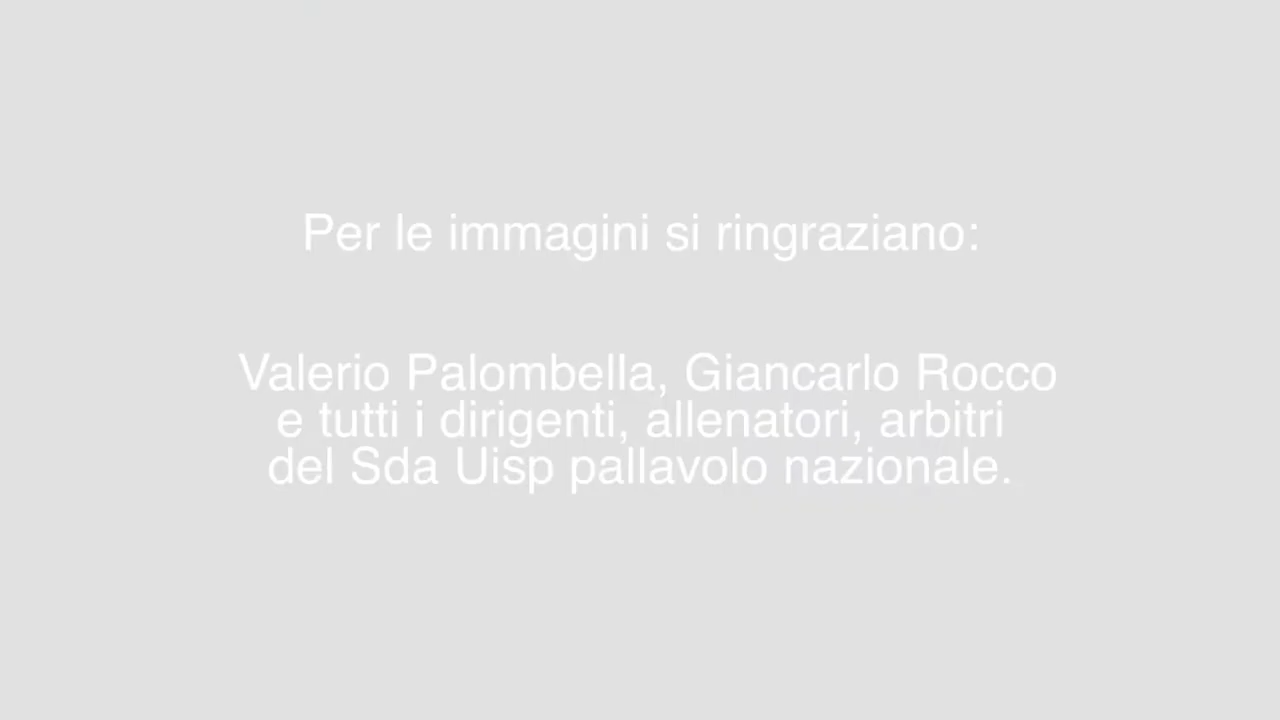 Per le immagini si ringraziano:
Valerio Palombella, Giancarlo Rocco
e tutti i dirigenti, allenatori, arbitri
del Sda Uisp pallavolo nazionale.